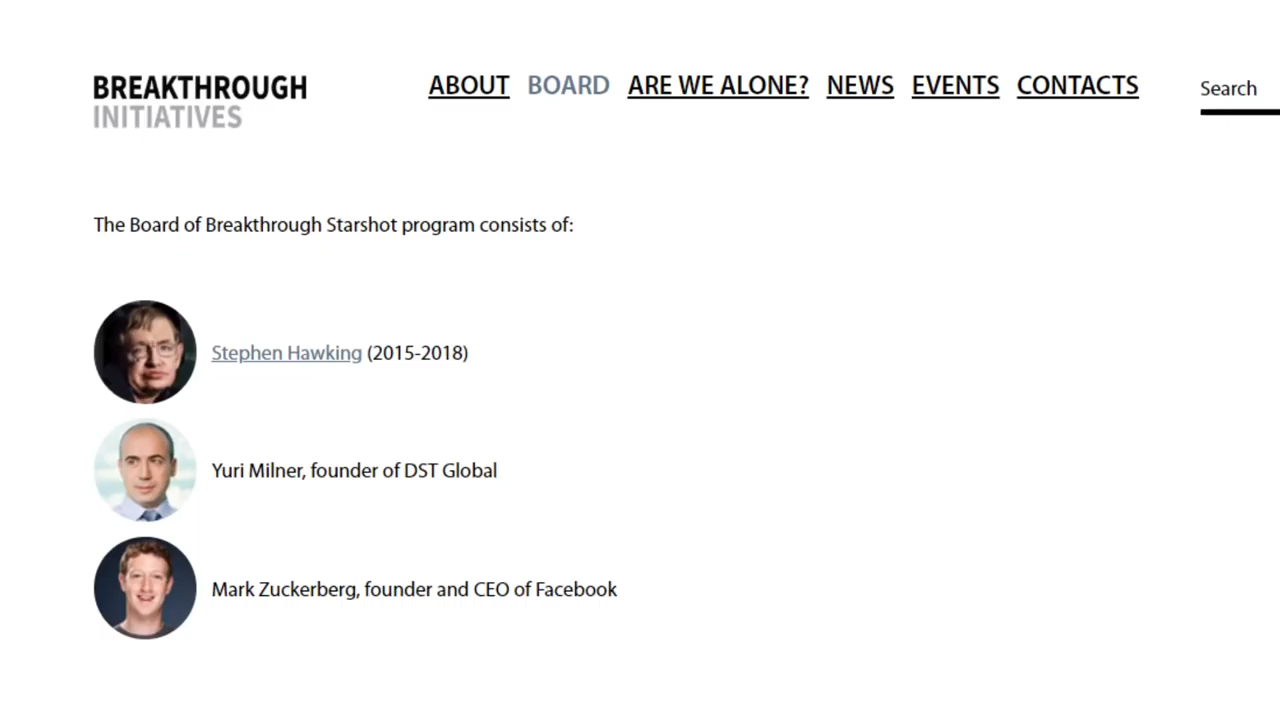 BREAKTHROUGH
INITIATIVES
ABOUT BOARD ARE WE ALONE? NEWS EVENTS CONTACTS
Search
The Board of Breakthrough Starshot program consists of:
Stephen Hawking (2015-2018)
Yuri Milner, founder of DST Global
Mark Zuckerberg, founder and CEO of Facebook